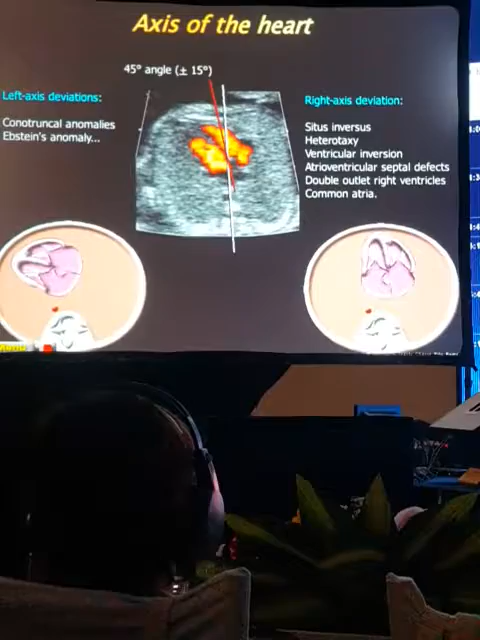 Axis of the heart
45° angle (± 15°)
Left-axis deviations:
Conotruncal anomalies
Ebstein's anomaly...
Right-axis deviation:
Situs inversus
Heterotaxy
Ventricular inversion
Atrioventricular septal defects
Double outlet right ventricles
Common atria.